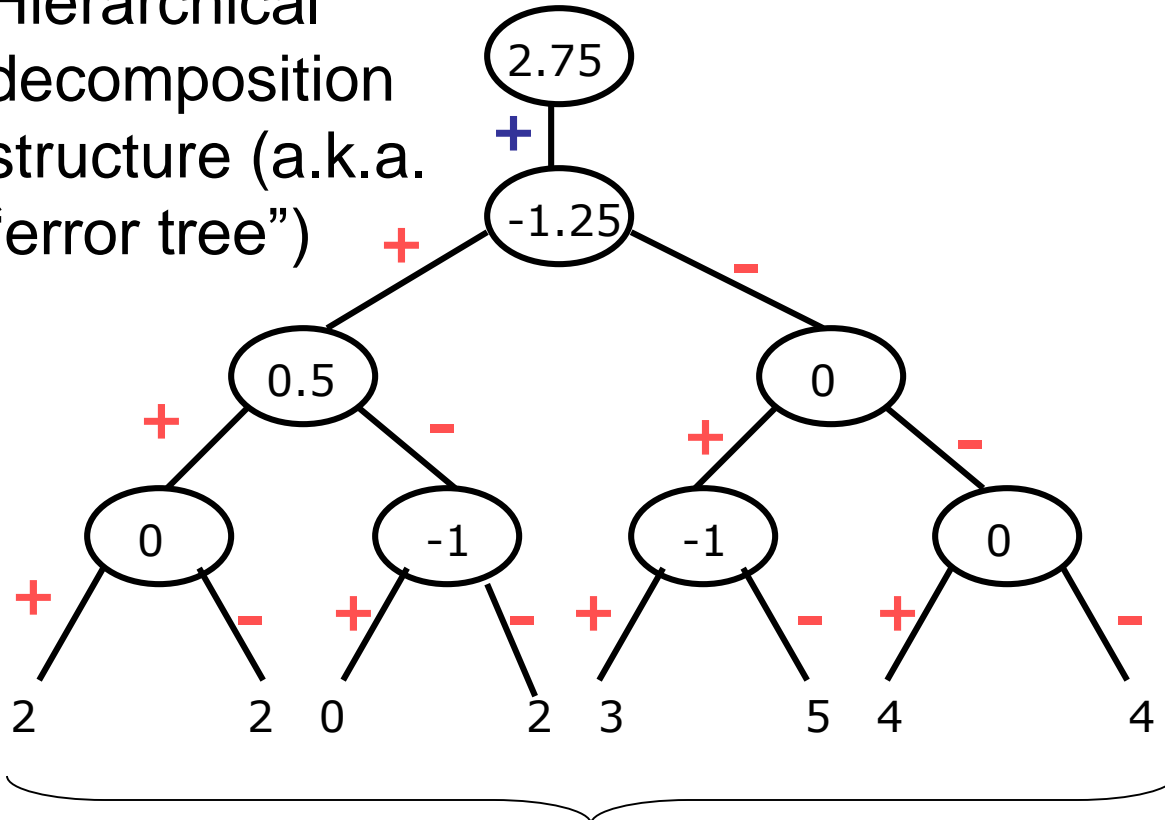 Hierarchical
decomposition
structure (a.k.a.
“error tree”)
2.75
+
-1.25
+ -
0.5 0
+ - + -
0 -1 -1 0
+ - + - + - + -
2 2 0 2 3 5 4 4